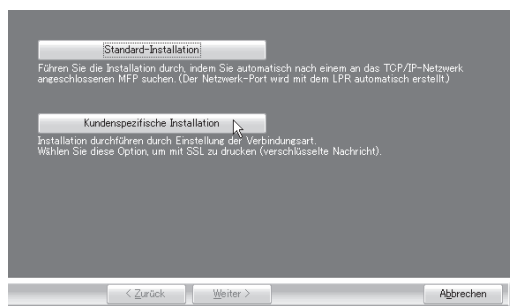 Standard-Installation
Führen Sie die Installation durch, indem Sie automatisch nach einem an das TCP/IP-Netzwerk
angeschlossenen MFP suchen. (Der Netzwerk-Port wird mit dem LPR automatisch erstellt.)
Kundenspezifische Installation
Installation durchführen durch Einstellung der Verbindungsart.
Wählen Sie diese Option, um mit SSL zu drucken (verschlüsselte Nachricht).
< Zurück Weiter > Abbrechen